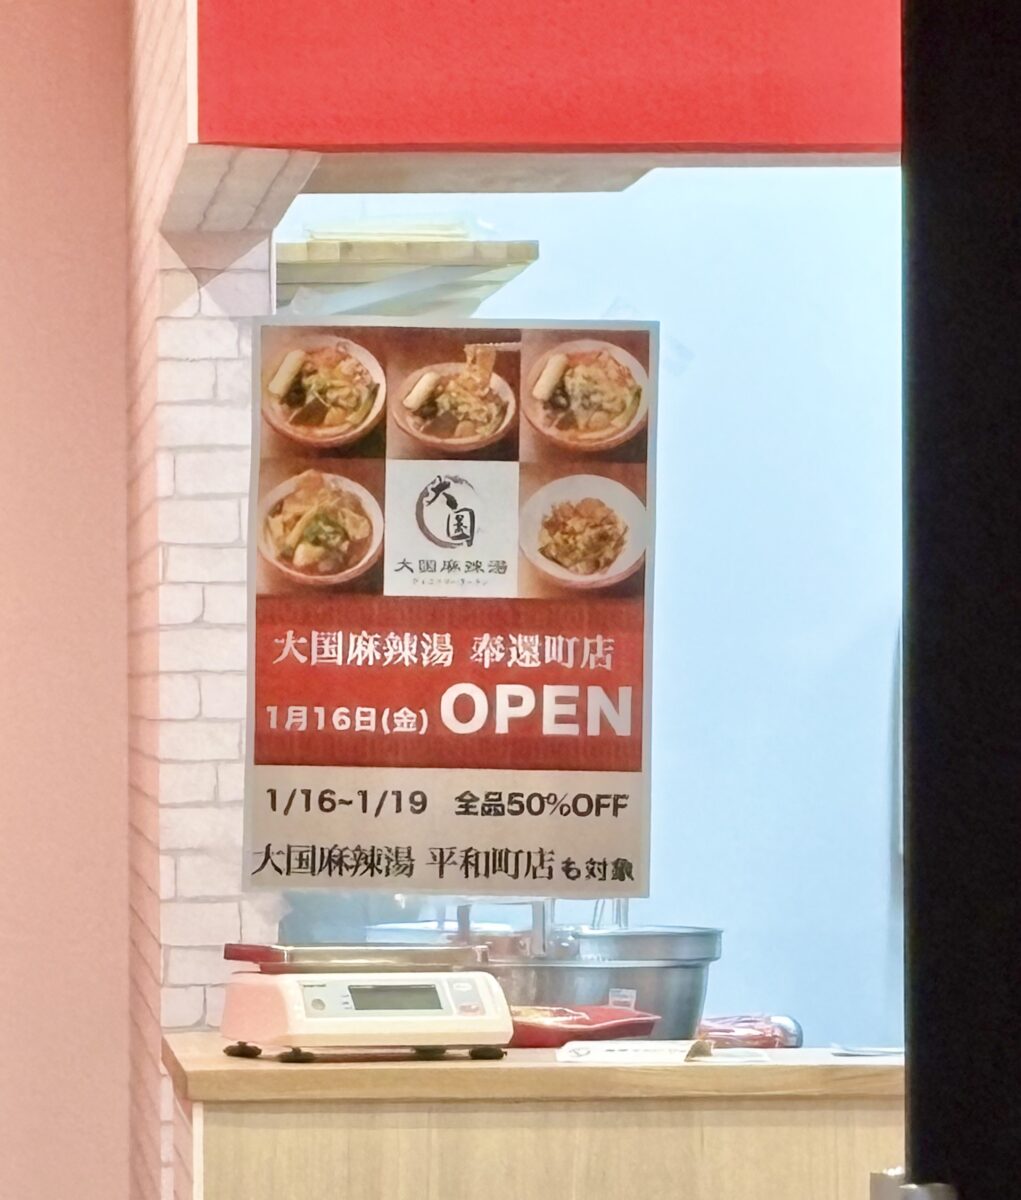 大国
大国麻辣湯
大国麻辣湯 奉還町店
1月16日(金) OPEN
1/16~1/19 全品50%OFF
大国麻辣湯 平和町店も対象